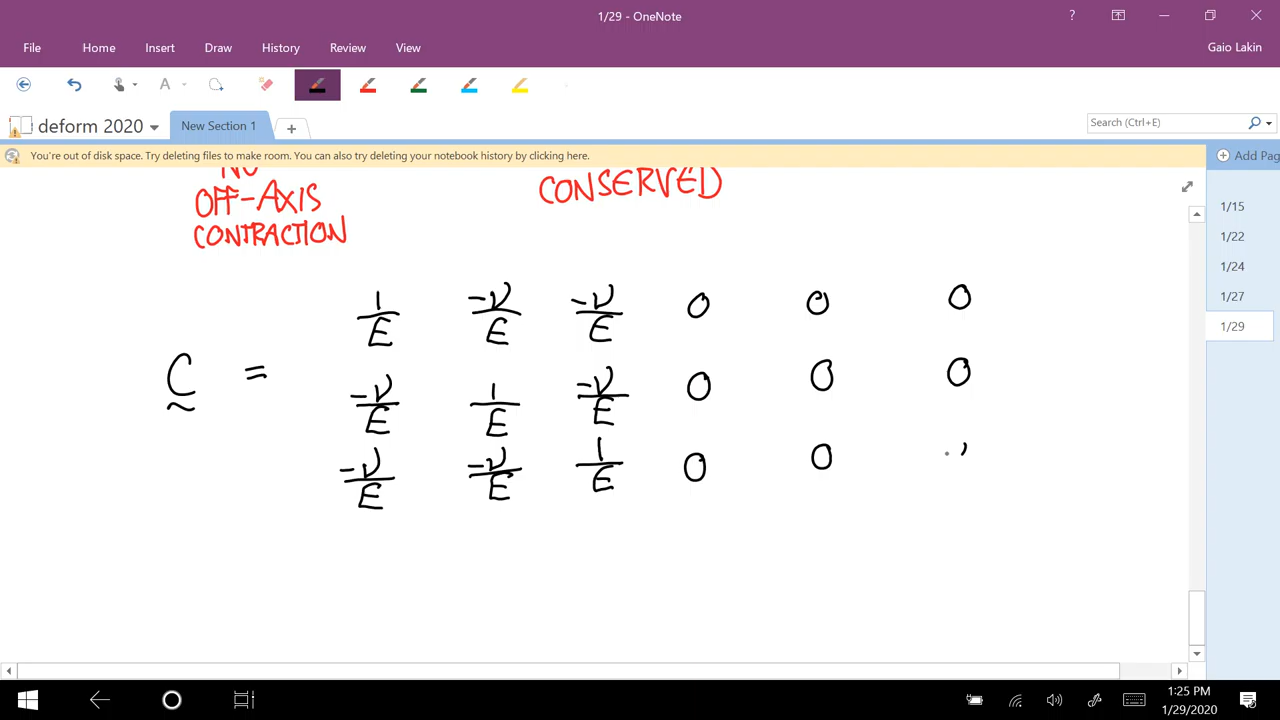 1/29 - OneNote
?
File Home Insert Draw History Review View Gaio Lakin
A
deform 2020 New Section 1 + Search (Ctrl+E)
You're out of disk space. Try deleting files to make room. You can also try deleting your notebook history by clicking here.
Add Pag
1/15
1/22
1/24
1/27
1/29
OFF-AXIS CONSERVED
CONTRACTION
1/E -ν/E -ν/E 0 0 0
C = -ν/E 1/E -ν/E 0 0 0
-ν/E -ν/E 1/E 0 0
1:25 PM
1/29/2020